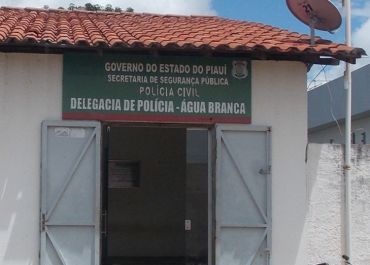 GOVERNO DO ESTADO DO PIAUÍ
SECRETARIA DE SEGURANÇA PÚBLICA
POLÍCIA CIVIL
DELEGACIA DE POLÍCIA - ÁGUA BRANCA